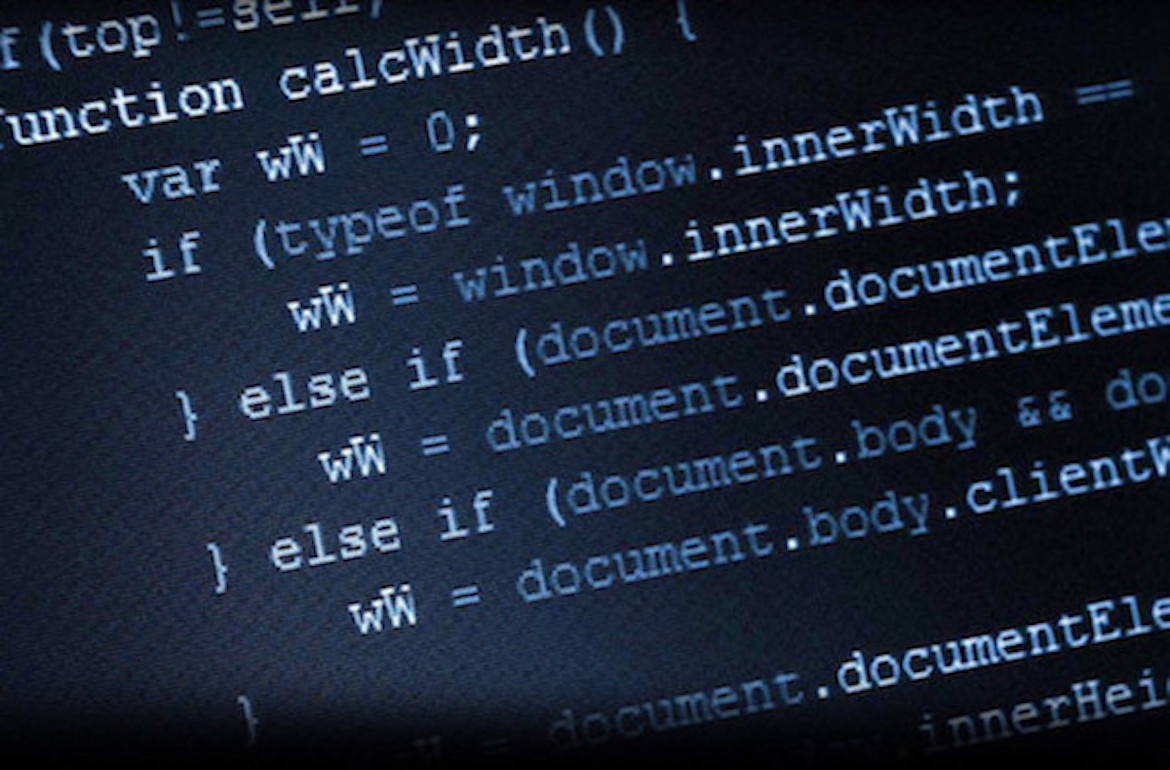 f(top!=self
function calcWidth() {
var wW = 0;
if (typeof window.innerWidth ==
wW = window.innerWidth;
} else if (document.documentEle
wW = document.documentEleme
} else if (document.body && do
wW = document.body.clientW
document.documentEle
}
.innerHei